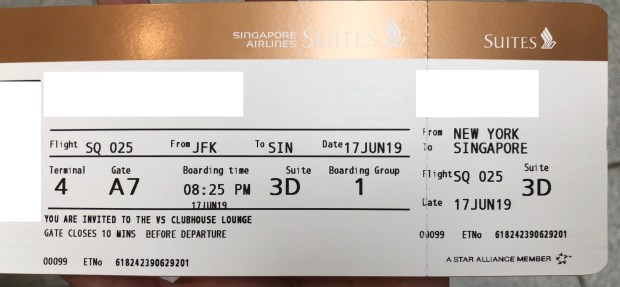 SINGAPORE AIRLINES SUITES
SUITES
Flight SQ 025 From JFK To SIN Date 17JUN19
Terminal Gate Boarding time Suite Boarding Group
4 A7 08:25 PM 3D 1
17JUN19
YOU ARE INVITED TO THE VS CLUBHOUSE LOUNGE
GATE CLOSES 10 MINS BEFORE DEPARTURE
00099 ETNo 618242390629201
From NEW YORK
To SINGAPORE
Flight SQ 025 Suite
3D
Date 17JUN19
00099 ETNo 618242390629201
A STAR ALLIANCE MEMBER